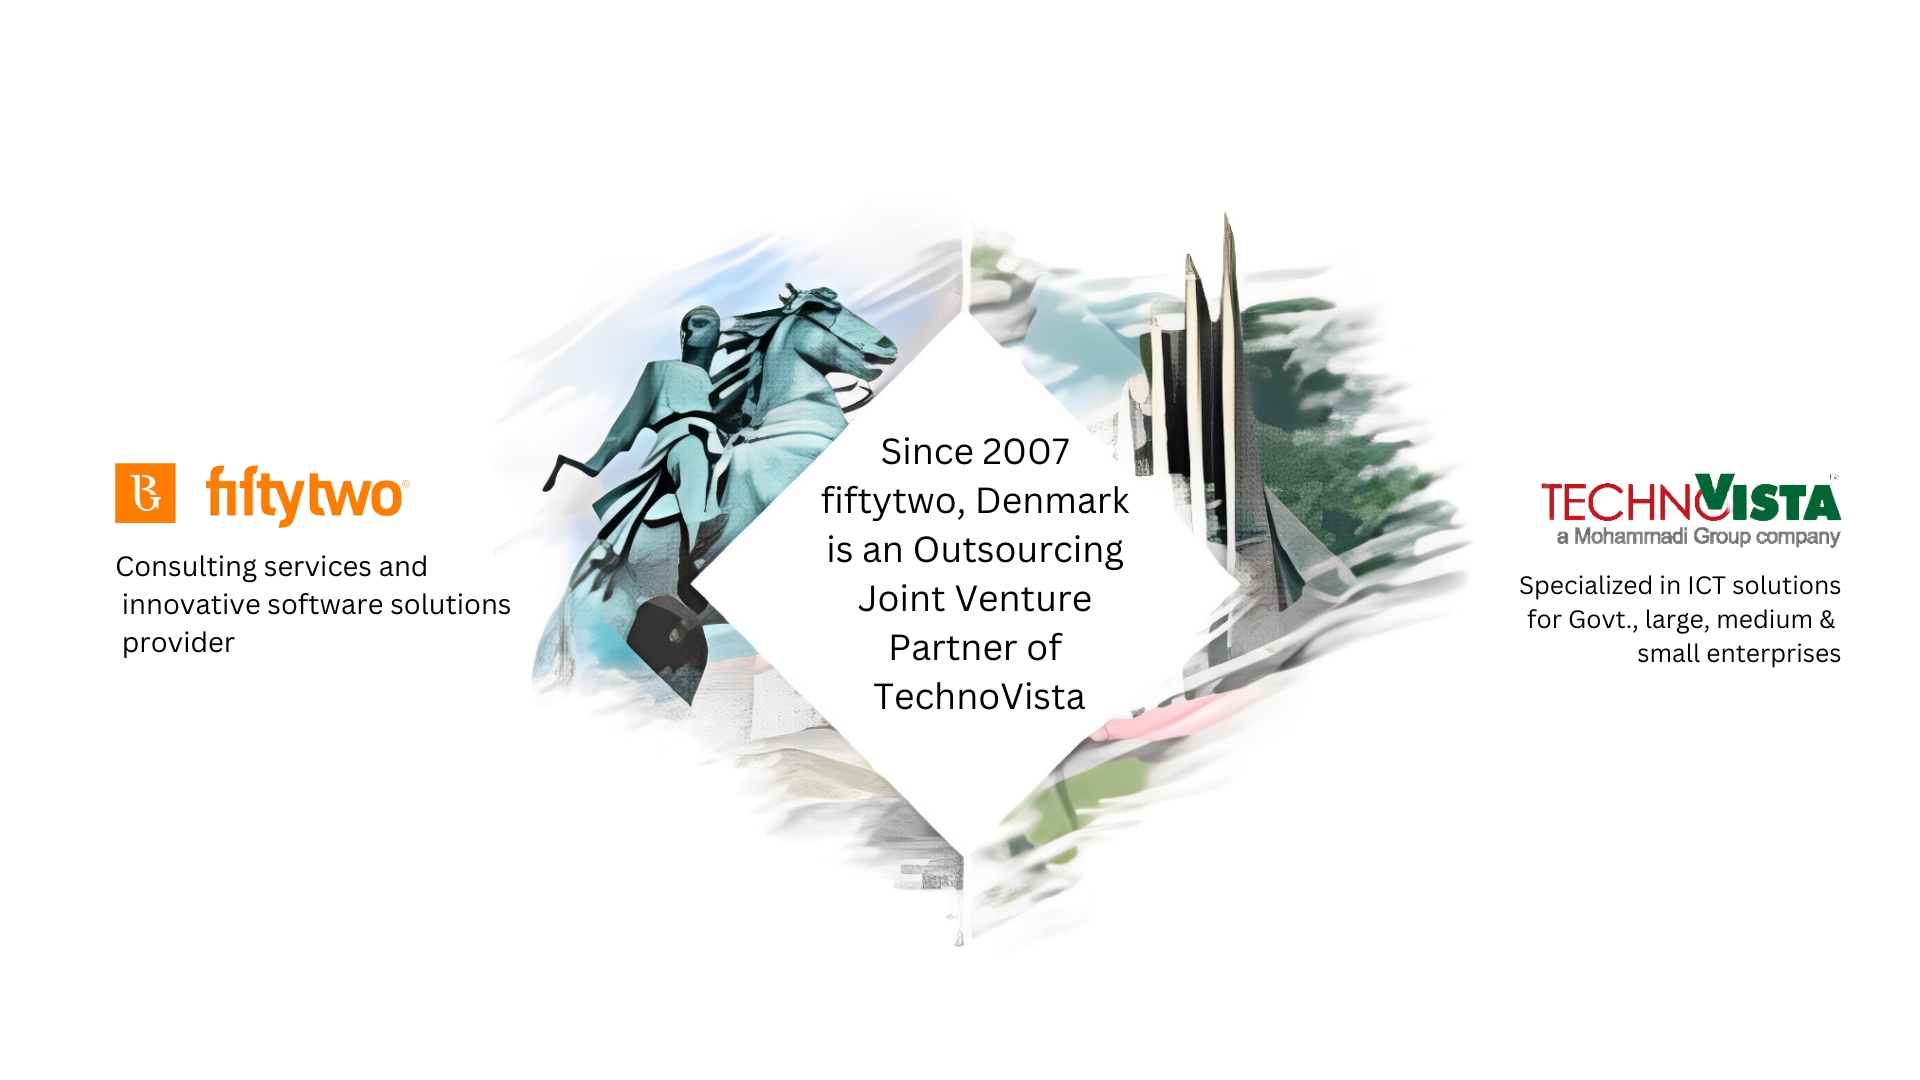 fiftytwo®
Consulting services and
innovative software solutions
provider
Since 2007
fiftytwo, Denmark
is an Outsourcing
Joint Venture
Partner of
TechnoVista
TECHNOVISTA
a Mohammadi Group company
Specialized in ICT solutions
for Govt., large, medium &
small enterprises